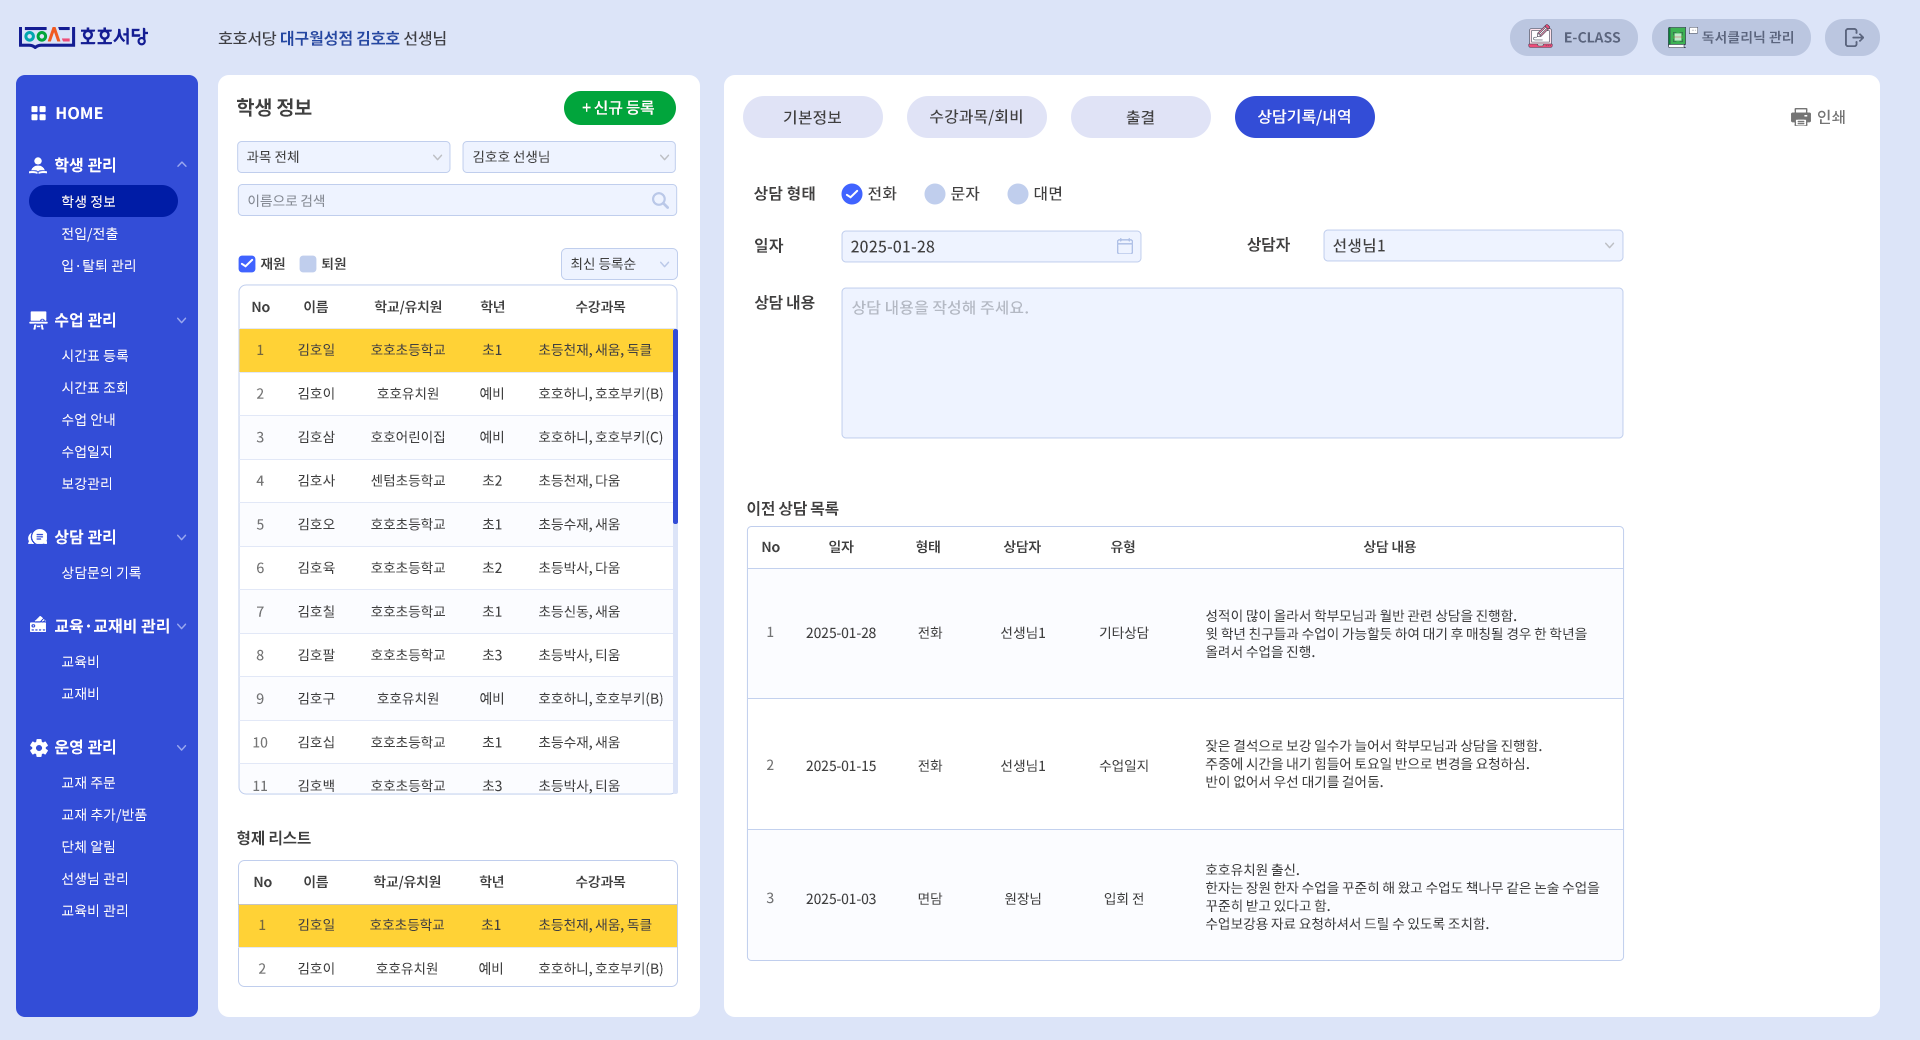 호호서당
호호서당 대구월성점 김호호 선생님
E-CLASS
독서클리닉 관리
HOME
학생 관리
학생 정보
전입/전출
입·탈퇴 관리
수업 관리
시간표 등록
시간표 조회
수업 안내
수업일지
보강관리
상담 관리
상담문의 기록
교육·교재비 관리
교육비
교재비
운영 관리
교재 주문
교재 추가/반품
단체 알림
선생님 관리
교육비 관리
학생 정보
+ 신규 등록
과목 전체
김호호 선생님
이름으로 검색
재원 퇴원
최신 등록순
No 이름 학교/유치원 학년 수강과목
1 김호일 호호초등학교 초1 초등천재, 새움, 독클
2 김호이 호호유치원 예비 호호하니, 호호부키(B)
3 김호삼 호호어린이집 예비 호호하니, 호호부키(C)
4 김호사 센텀초등학교 초2 초등천재, 다움
5 김호오 호호초등학교 초1 초등수재, 새움
6 김호육 호호초등학교 초2 초등박사, 다움
7 김호칠 호호초등학교 초1 초등신동, 새움
8 김호팔 호호초등학교 초3 초등박사, 티움
9 김호구 호호유치원 예비 호호하니, 호호부키(B)
10 김호십 호호초등학교 초1 초등수재, 새움
11 김호백 호호초등학교 초3 초등박사, 티움
형제 리스트
No 이름 학교/유치원 학년 수강과목
1 김호일 호호초등학교 초1 초등천재, 새움, 독클
2 김호이 호호유치원 예비 호호하니, 호호부키(B)
기본정보
수강과목/회비
출결
상담기록/내역
인쇄
상담 형태 전화 문자 대면
일자 2025-01-28
상담자 선생님1
상담 내용
상담 내용을 작성해 주세요.
이전 상담 목록
No 일자 형태 상담자 유형 상담 내용
1 2025-01-28 전화 선생님1 기타상담
성적이 많이 올라서 학부모님과 월반 관련 상담을 진행함.
윗 학년 친구들과 수업이 가능할듯 하여 대기 후 매칭될 경우 한 학년을
올려서 수업을 진행.
2 2025-01-15 전화 선생님1 수업일지
잦은 결석으로 보강 일수가 늘어서 학부모님과 상담을 진행함.
주중에 시간을 내기 힘들어 토요일 반으로 변경을 요청하심.
반이 없어서 우선 대기를 걸어둠.
3 2025-01-03 면담 원장님 입회 전
호호유치원 출신.
한자는 장원 한자 수업을 꾸준히 해 왔고 수업도 책나무 같은 논술 수업을
꾸준히 받고 있다고 함.
수업보강용 자료 요청하셔서 드릴 수 있도록 조치함.